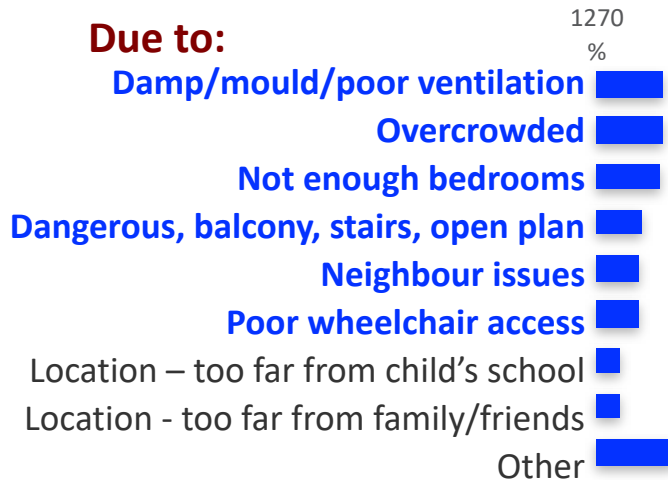 1270
Due to:
%
Damp/mould/poor ventilation
Overcrowded
Not enough bedrooms
Dangerous, balcony, stairs, open plan
Neighbour issues
Poor wheelchair access
Location – too far from child’s school
Location - too far from family/friends
Other